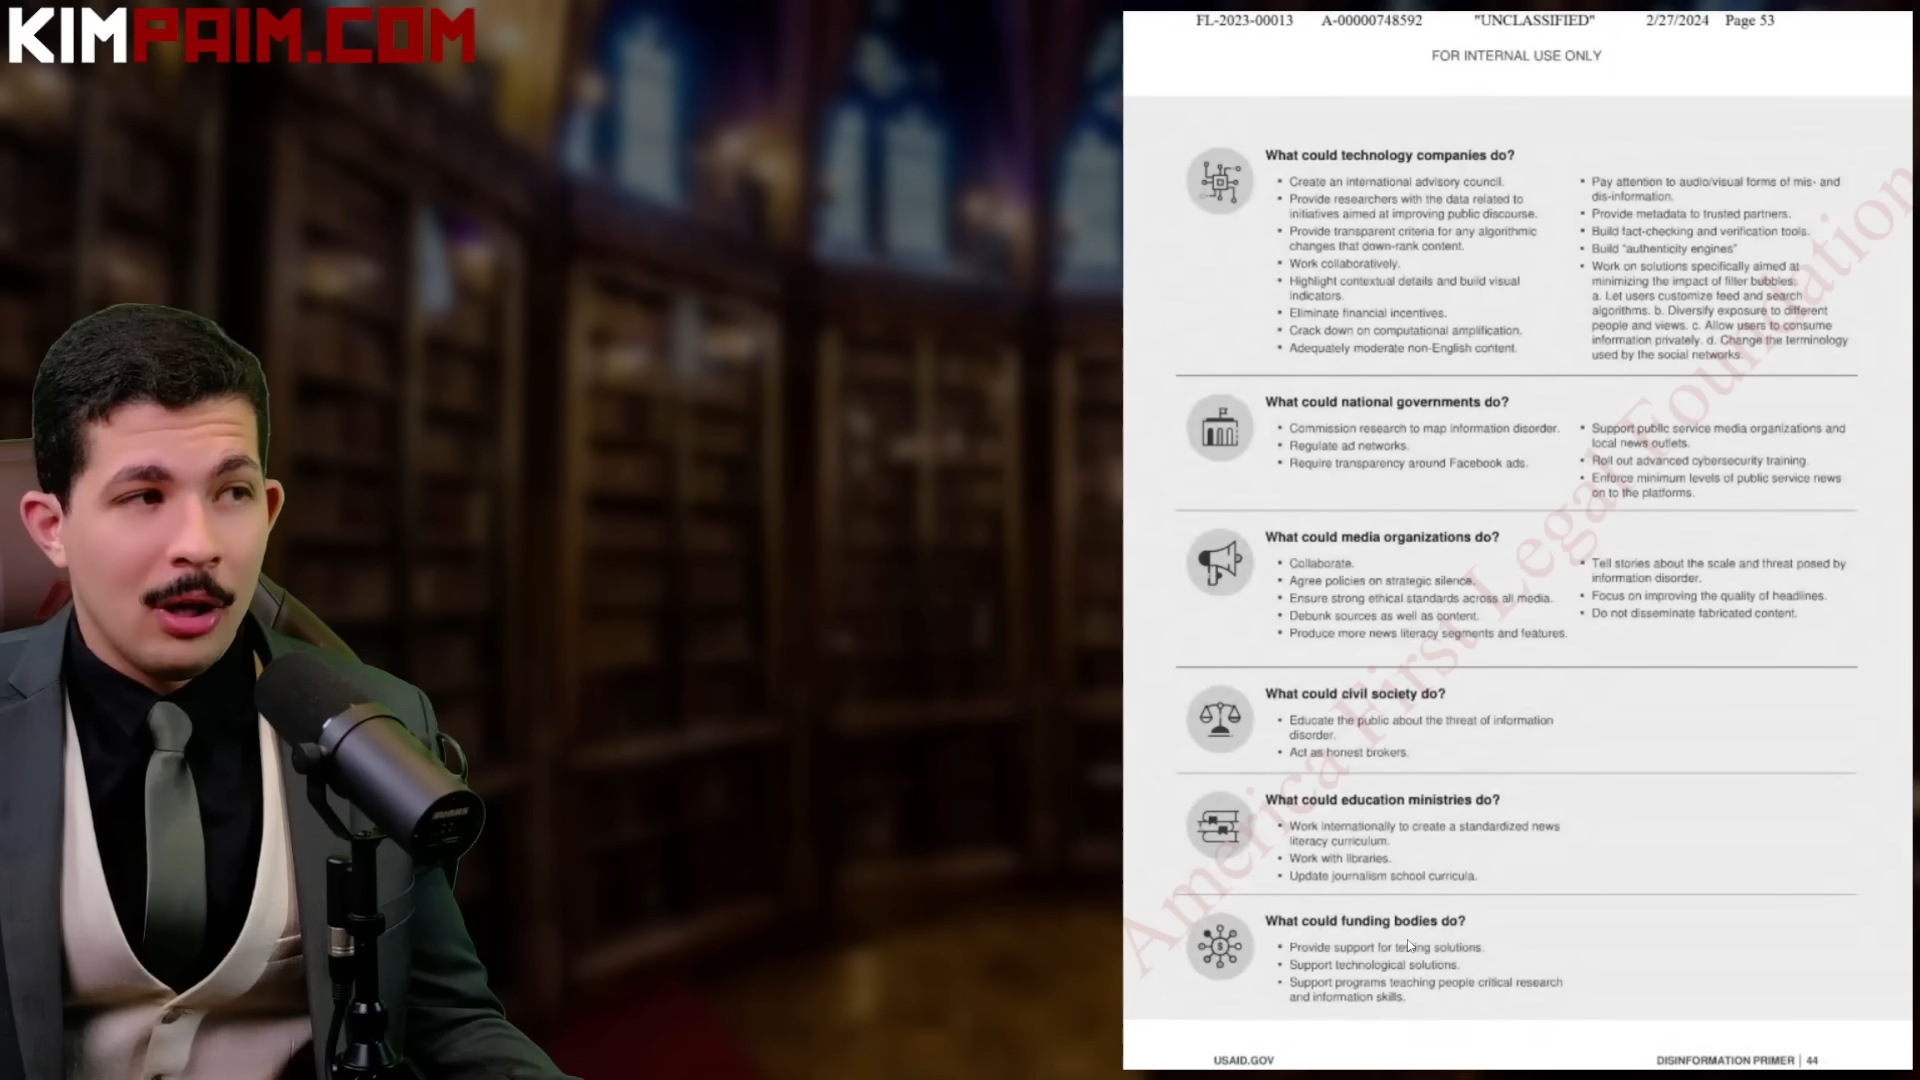 KIMPAIM.COM
FL-2023-00013 A-00000748592 "UNCLASSIFIED" 2/27/2024 Page 53
FOR INTERNAL USE ONLY
What could technology companies do?
• Create an international advisory council.
• Provide researchers with the data related to
initiatives aimed at improving public discourse.
• Provide transparent criteria for any algorithmic
changes that down-rank content.
• Work collaboratively.
• Highlight contextual details and build visual
indicators.
• Eliminate financial incentives.
• Crack down on computational amplification.
• Adequately moderate non-English content.
• Pay attention to audio/visual forms of mis- and
dis-information.
• Provide metadata to trusted partners.
• Build fact-checking and verification tools.
• Build "authenticity engines"
• Work on solutions specifically aimed at
minimizing the impact of filter bubbles:
a. Let users customize feed and search
algorithms. b. Diversify exposure to different
people and views. c. Allow users to consume
information privately. d. Change the terminology
used by the social networks.
What could national governments do?
• Commission research to map information disorder.
• Regulate ad networks.
• Require transparency around Facebook ads.
• Support public service media organizations and
local news outlets.
• Roll out advanced cybersecurity training.
• Enforce minimum levels of public service news
on to the platforms.
What could media organizations do?
• Collaborate.
• Agree policies on strategic silence.
• Ensure strong ethical standards across all media.
• Debunk sources as well as content.
• Produce more news literacy segments and features.
• Tell stories about the scale and threat posed by
information disorder.
• Focus on improving the quality of headlines.
• Do not disseminate fabricated content.
What could civil society do?
• Educate the public about the threat of information
disorder.
• Act as honest brokers.
What could education ministries do?
• Work internationally to create a standardized news
literacy curriculum.
• Work with libraries.
• Update journalism school curricula.
What could funding bodies do?
• Provide support for testing solutions.
• Support technological solutions.
• Support programs teaching people critical research
and information skills.
USAID.GOV
DISINFORMATION PRIMER | 44
America First Legal Foundation